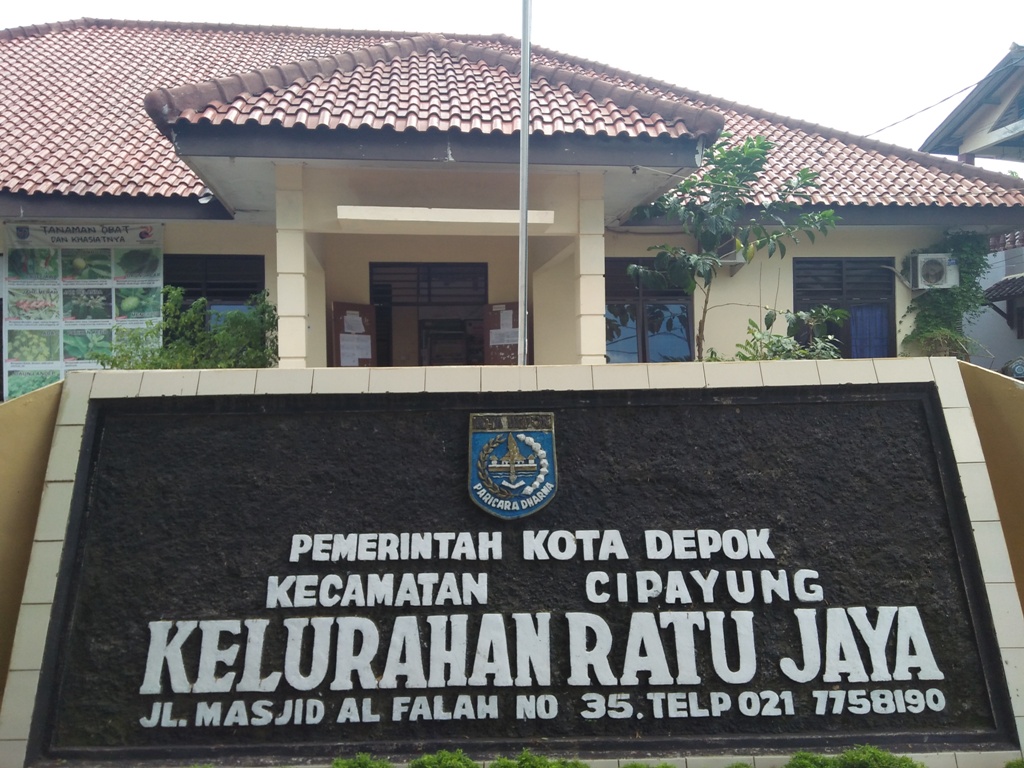 TANAMAN OBAT
DAN KHASIATNYA
PARICARA DHARMA
PEMERINTAH KOTA DEPOK
KECAMATAN CIPAYUNG
KELURAHAN RATU JAYA
JL. MASJID AL FALAH NO 35. TELP 021 7758190